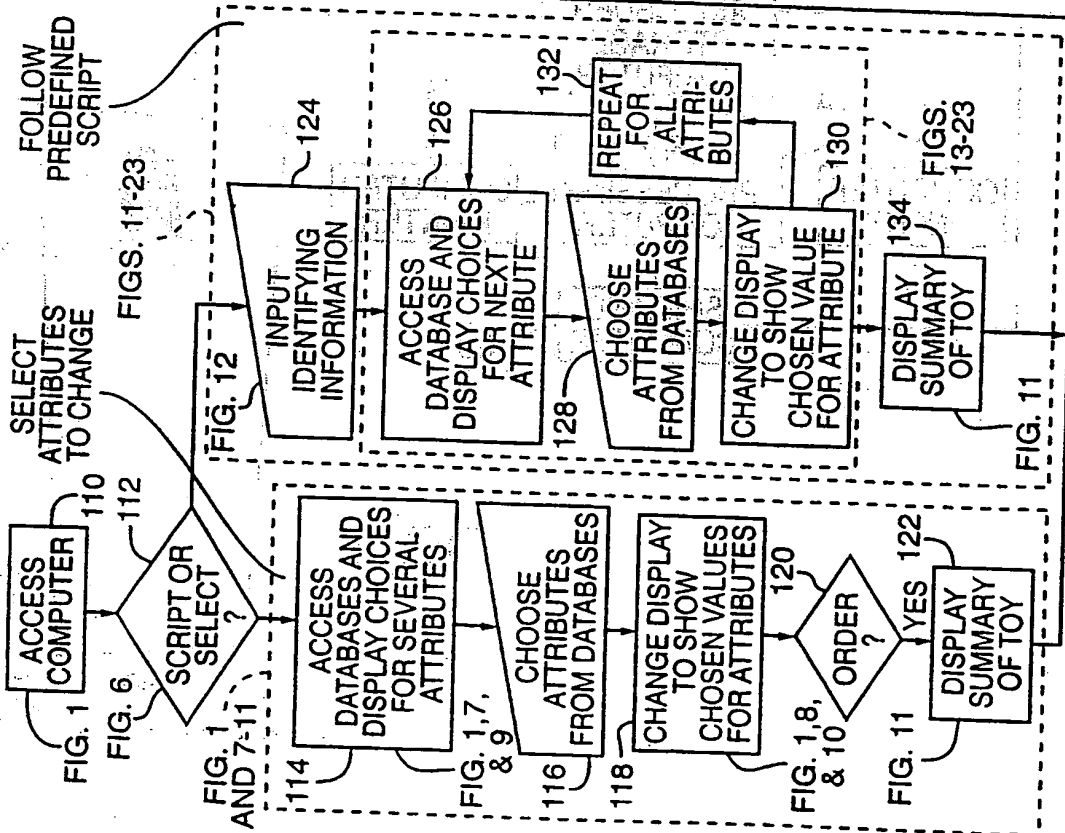 ACCESS
COMPUTER
110
FIG. 1
SCRIPT OR
SELECT
?
112
FIG. 6
SELECT
ATTRIBUTES
TO CHANGE
FIG. 1
AND 7-11
ACCESS
DATABASES AND
DISPLAY CHOICES
FOR SEVERAL
ATTRIBUTES
114
FIG. 1,7,
& 9
CHOOSE
ATTRIBUTES
FROM DATABASES
116
CHANGE DISPLAY
TO SHOW
CHOSEN VALUES
FOR ATTRIBUTES
118
FIG. 1,8,
& 10
ORDER
?
120
YES
DISPLAY
SUMMARY
OF TOY
122
FIG. 11
FOLLOW
PREDEFINED
SCRIPT
FIGS. 11-23
INPUT
IDENTIFYING
INFORMATION
124
FIG. 12
ACCESS
DATABASE AND
DISPLAY CHOICES
FOR NEXT
ATTRIBUTE
126
CHOOSE
ATTRIBUTES
FROM DATABASES
128
CHANGE DISPLAY
TO SHOW
CHOSEN VALUE
FOR ATTRIBUTE
130
REPEAT
FOR
ALL
ATTRI-
BUTES
132
FIGS.
13-23
DISPLAY
SUMMARY
OF TOY
134
FIG. 11